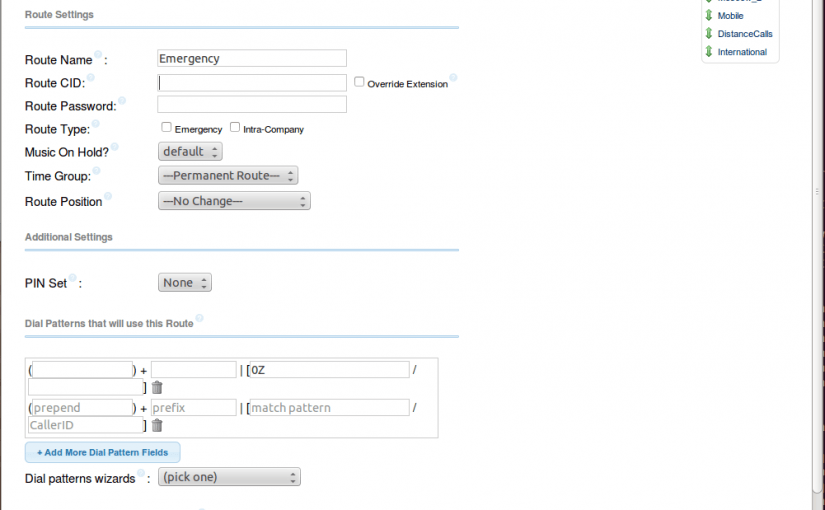 Route Settings
Route Name : Emergency
Route CID: Override Extension
Route Password:
Route Type: Emergency Intra-Company
Music On Hold? default
Time Group: ---Permanent Route---
Route Position ---No Change---
Additional Settings
PIN Set : None
Dial Patterns that will use this Route
( ) + | [ 0Z /
] 
(prepend ) + prefix | [ match pattern /
CallerID ]
+ Add More Dial Pattern Fields
Dial patterns wizards : (pick one)
Mobile
DistanceCalls
International